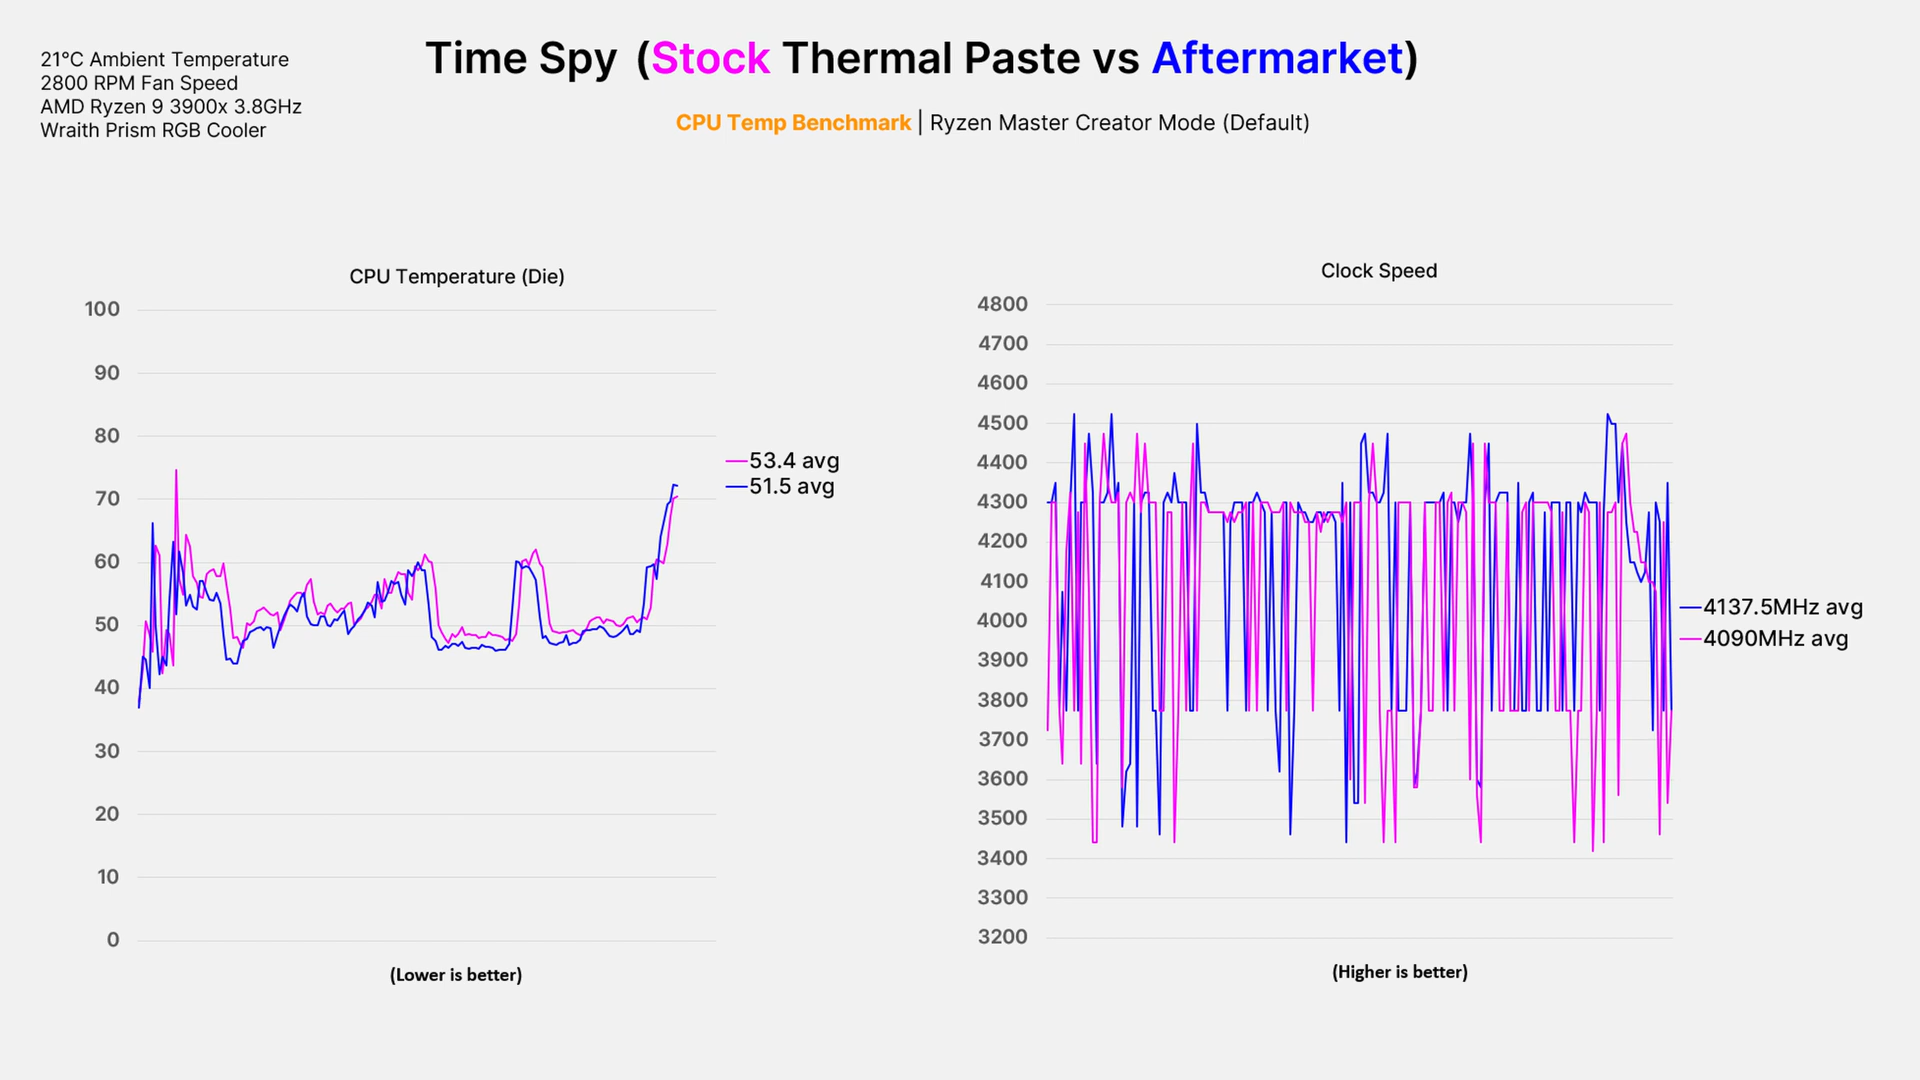 21°C Ambient Temperature
2800 RPM Fan Speed
AMD Ryzen 9 3900x 3.8GHz
Wraith Prism RGB Cooler
Time Spy (Stock Thermal Paste vs Aftermarket)
CPU Temp Benchmark | Ryzen Master Creator Mode (Default)
CPU Temperature (Die)
100
90
80
70
60
50
40
30
20
10
0
53.4 avg
51.5 avg
(Lower is better)
Clock Speed
4800
4700
4600
4500
4400
4300
4200
4100
4000
3900
3800
3700
3600
3500
3400
3300
3200
4137.5MHz avg
4090MHz avg
(Higher is better)